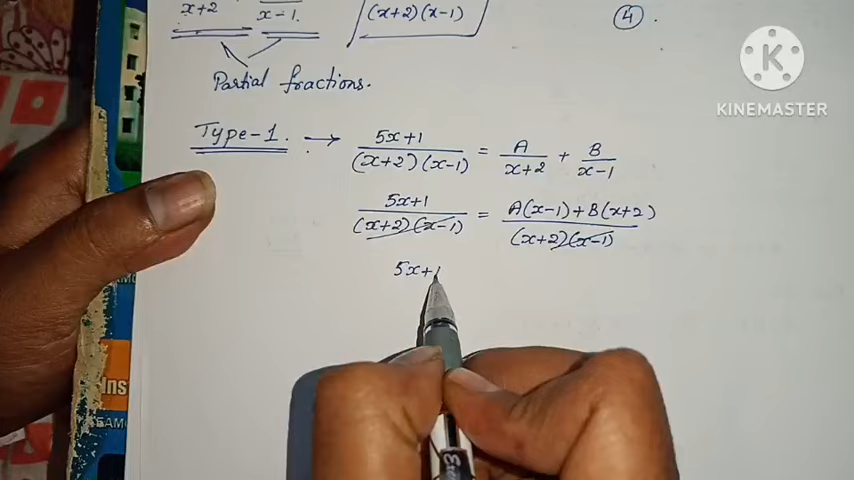 x+2 x-1. (x+2)(x-1) 4.
Partial fractions.
Type-1. → 5x+1/(x+2)(x-1) = A/x+2 + B/x-1
5x+1/(x+2)(x-1) = A(x-1)+B(x+2)/(x+2)(x-1)
5x+1
K
KINEMASTER